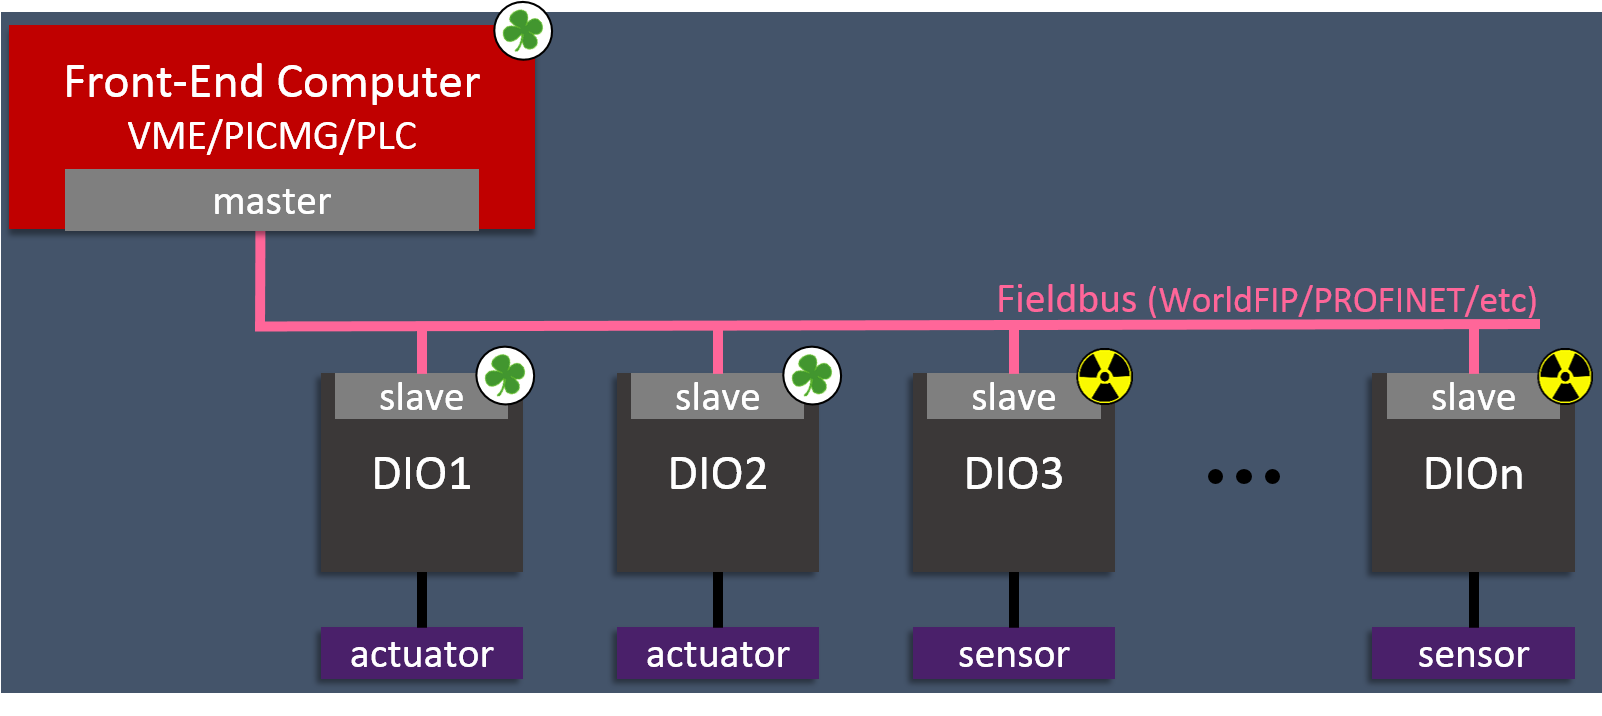 Front-End Computer
VME/PICMG/PLC
master
Fieldbus (WorldFIP/PROFINET/etc)
slave
slave
slave
slave
DIO1
DIO2
DIO3
...
DIOn
actuator
actuator
sensor
sensor